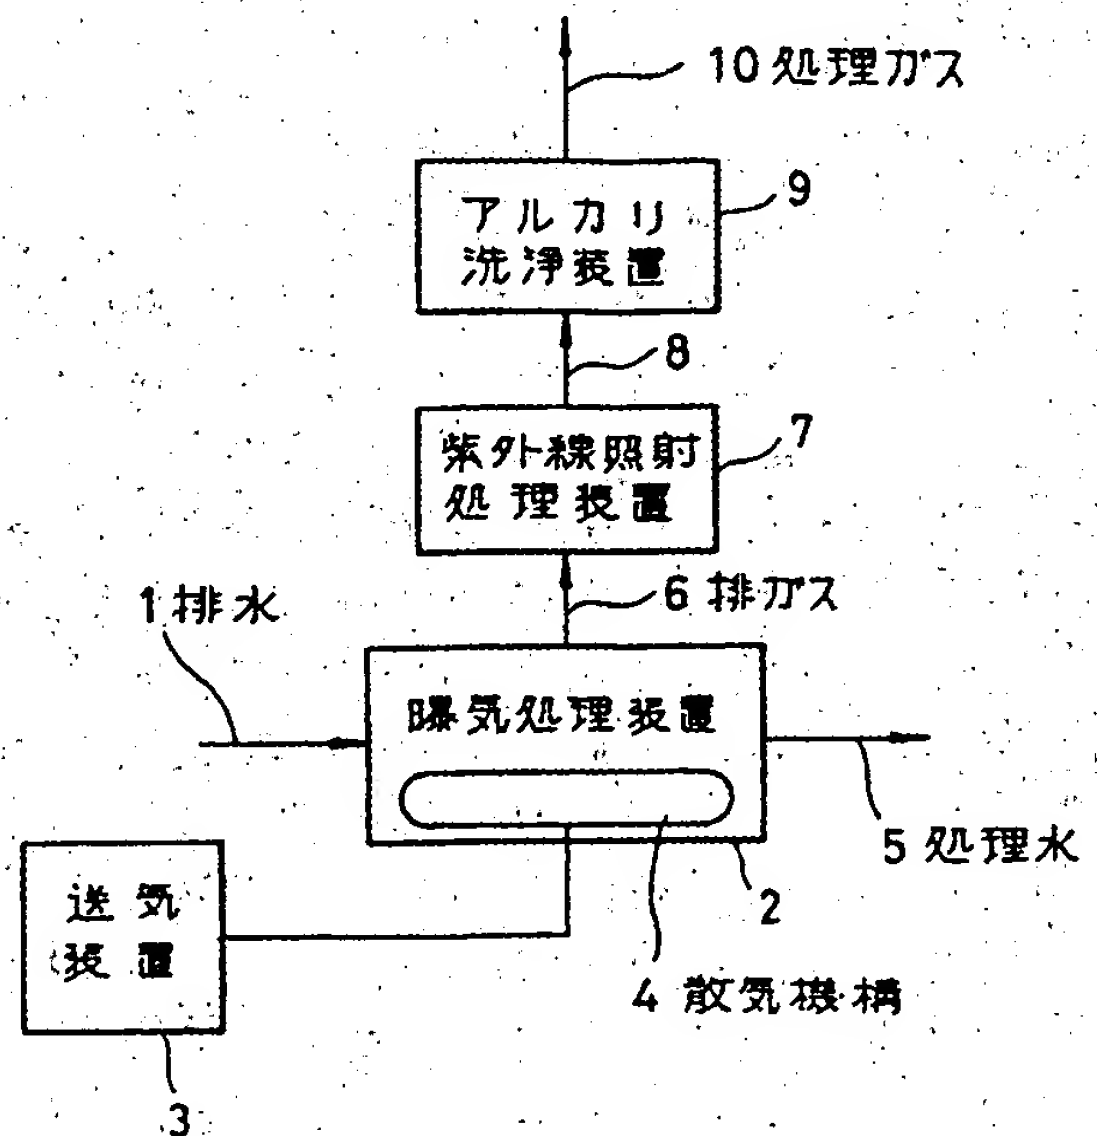 10 処理ガス
アルカリ
洗浄装置
9
8
紫外線照射
処理装置
7
6 排ガス
1 排水
曝気処理装置
5 処理水
2
送気
装置
4 散気機構
3